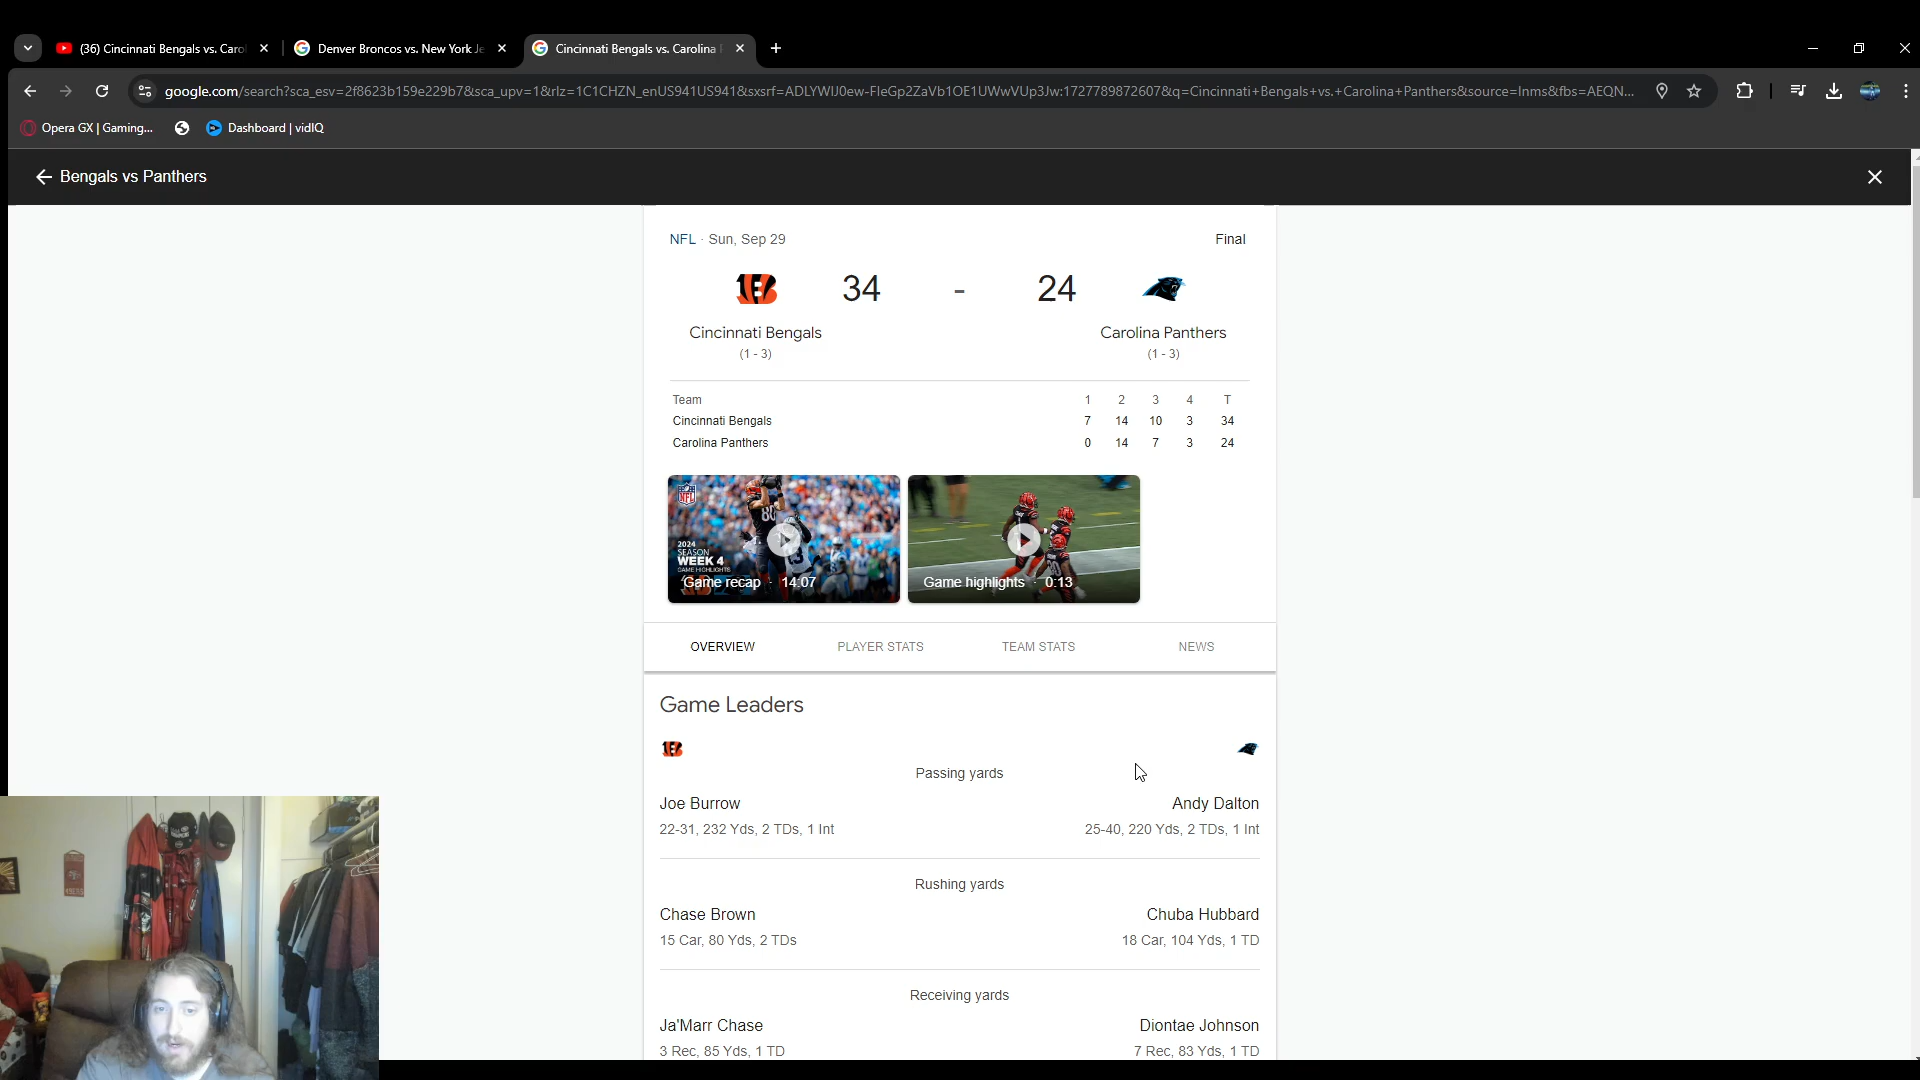 (36) Cincinnati Bengals vs. Caro
Denver Broncos vs. New York Je
Cincinnati Bengals vs. Carolina
google.com/search?sca_esv=2f8623b159e229b7&sca_upv=1&rlz=1C1CHZN_enUS941US941&sxsrf=ADLYWIJ0ew-FleGp2ZaVb1OE1UWwVUp3Jw:1727789872607&q=Cincinnati+Bengals+vs.+Carolina+Panthers&source=lnms&fbs=AEQN...
Opera GX | Gaming...
Dashboard | vidIQ
Bengals vs Panthers
NFL · Sun, Sep 29
Final
34 - 24
Cincinnati Bengals
Carolina Panthers
(1 - 3)
(1 - 3)
Team 1 2 3 4 T
Cincinnati Bengals 7 14 10 3 34
Carolina Panthers 0 14 7 3 24
NFL
80
2024
SEASON
WEEK 4
GAME HIGHLIGHTS
Game recap · 14:07
Game highlights · 0:13
OVERVIEW
PLAYER STATS
TEAM STATS
NEWS
Game Leaders
Passing yards
Joe Burrow
Andy Dalton
22-31, 232 Yds, 2 TDs, 1 Int
25-40, 220 Yds, 2 TDs, 1 Int
Rushing yards
Chase Brown
Chuba Hubbard
15 Car, 80 Yds, 2 TDs
18 Car, 104 Yds, 1 TD
Receiving yards
Ja'Marr Chase
Diontae Johnson
3 Rec, 85 Yds, 1 TD
7 Rec, 83 Yds, 1 TD